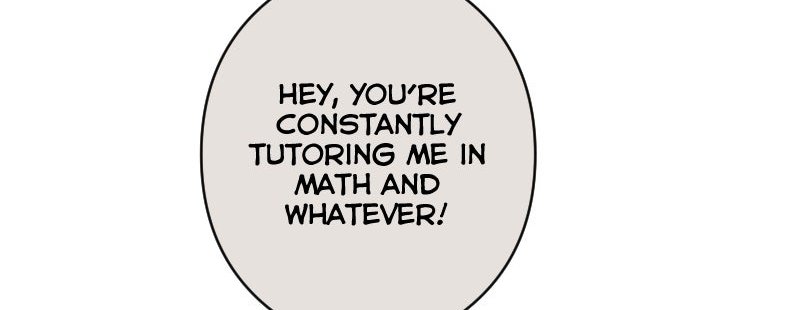 HEY, YOU'RE
CONSTANTLY
TUTORING ME IN
MATH AND
WHATEVER!